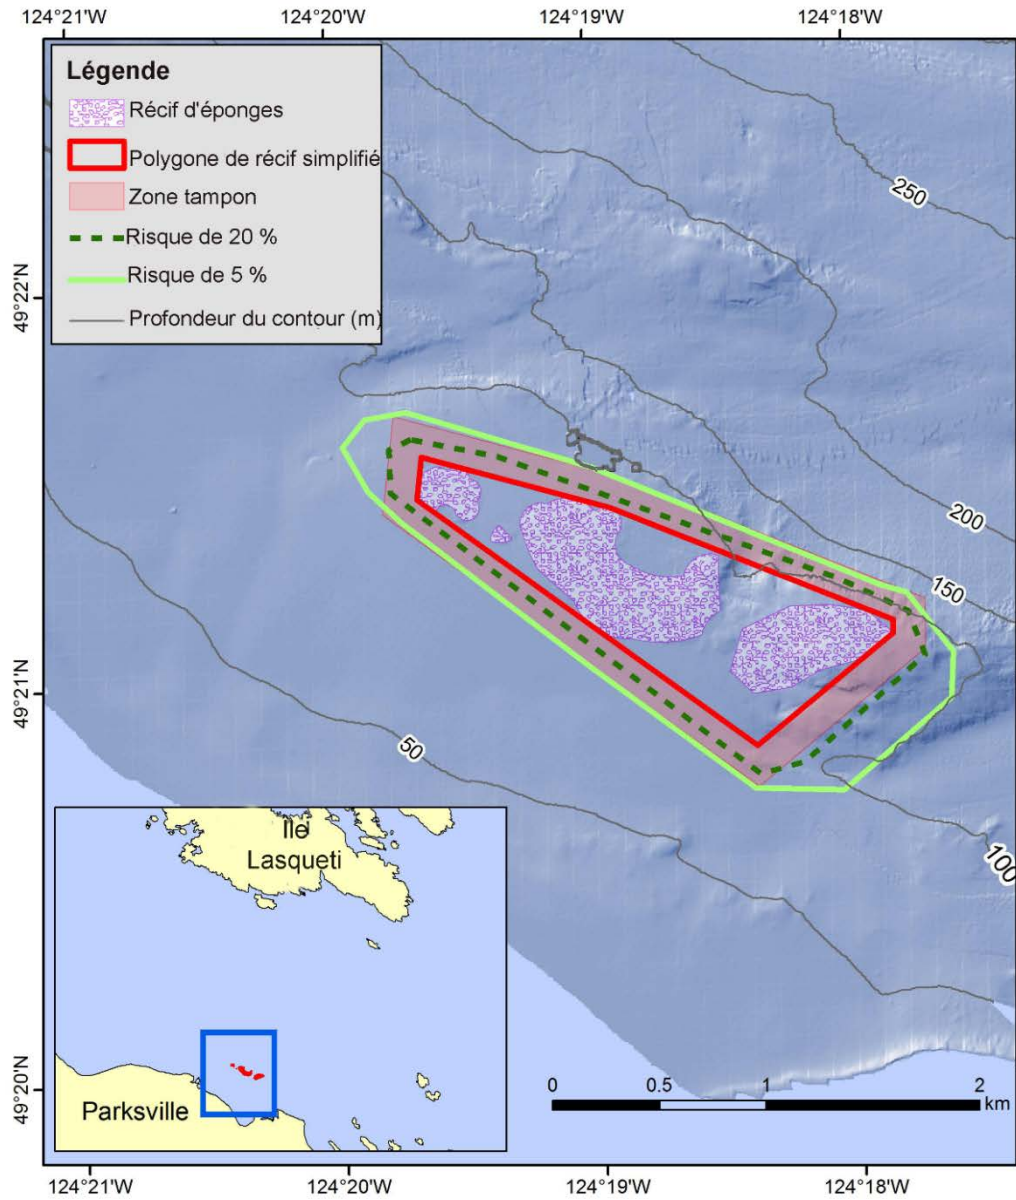 124°21'W 124°20'W 124°19'W 124°18'W
Légende
Récif d'éponges
Polygone de récif simplifié
Zone tampon
Risque de 20 %
Risque de 5 %
Profondeur du contour (m)
250
49°22'N
200
150
49°21'N
50
100
Ile
Lasqueti
49°20'N
Parksville
0 0.5 1 2
km
124°21'W 124°20'W 124°19'W 124°18'W